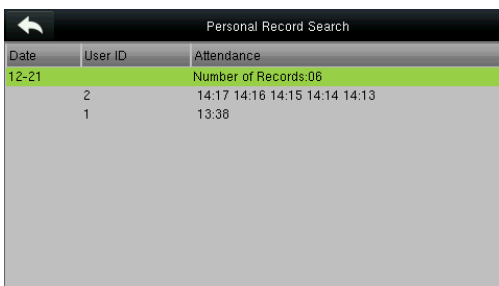 Personal Record Search
Date User ID Attendance
12-21 Number of Records:06
2 14:17 14:16 14:15 14:14 14:13
1 13:38